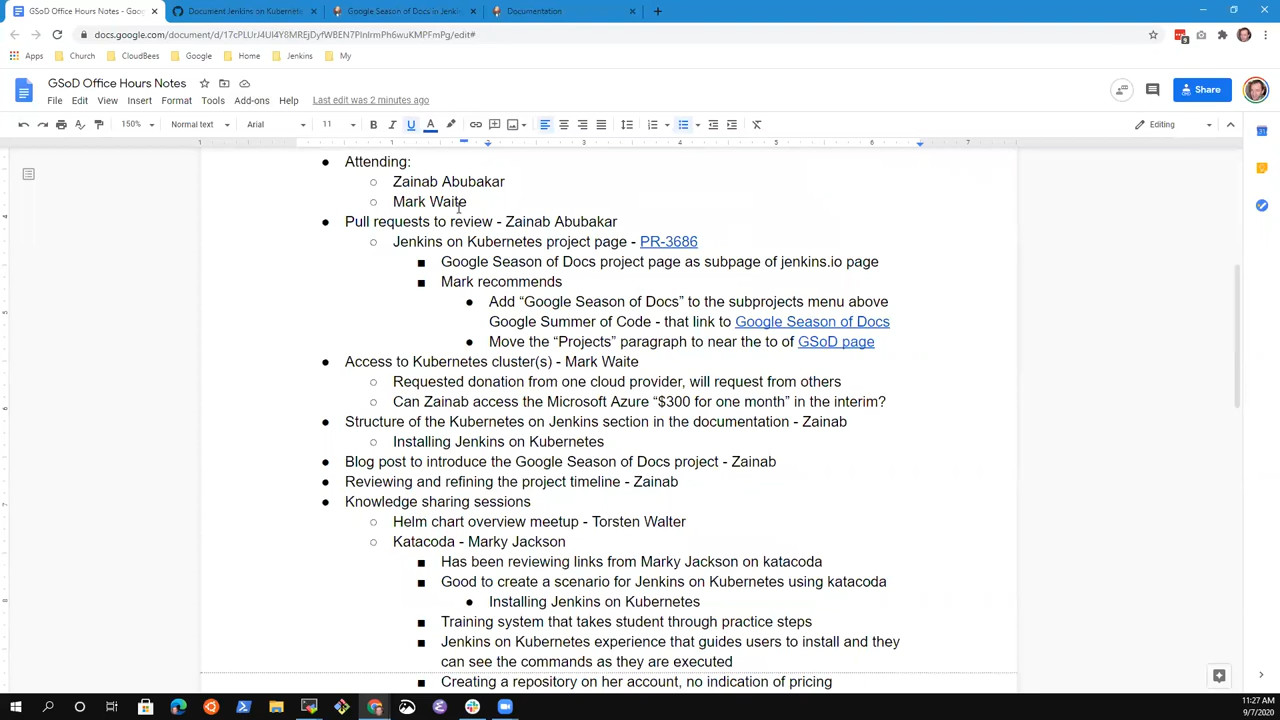 GSoD Office Hours Notes - Goog
Document Jenkins on Kubernete
Google Season of Docs in Jenkin
Documentation
docs.google.com/document/d/
Apps
Church
CloudBees
Google
Home
Jenkins
My
GSoD Office Hours Notes
File Edit View Insert Format Tools Add-ons Help Last edit was 2 minutes ago
Share
150% Normal text Arial 11 Editing
1 1 2 3 4 5 6 7
Attending:
Zainab Abubakar
Mark Waite
Pull requests to review - Zainab Abubakar
Jenkins on Kubernetes project page - PR-3686
Google Season of Docs project page as subpage of jenkins.io page
Mark recommends
Add “Google Season of Docs” to the subprojects menu above
Google Summer of Code - that link to Google Season of Docs
Move the “Projects” paragraph to near the to of GSoD page
Access to Kubernetes cluster(s) - Mark Waite
Requested donation from one cloud provider, will request from others
Can Zainab access the Microsoft Azure “$300 for one month” in the interim?
Structure of the Kubernetes on Jenkins section in the documentation - Zainab
Installing Jenkins on Kubernetes
Blog post to introduce the Google Season of Docs project - Zainab
Reviewing and refining the project timeline - Zainab
Knowledge sharing sessions
Helm chart overview meetup - Torsten Walter
Katacoda - Marky Jackson
Has been reviewing links from Marky Jackson on katacoda
Good to create a scenario for Jenkins on Kubernetes using katacoda
Installing Jenkins on Kubernetes
Training system that takes student through practice steps
Jenkins on Kubernetes experience that guides users to install and they
can see the commands as they are executed
Creating a repository on her account, no indication of pricing
11:27 AM
9/7/2020